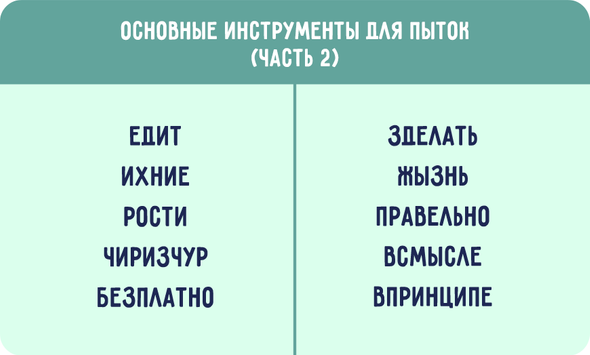 ОСНОВНЫЕ ИНСТРУМЕНТЫ ДЛЯ ПЫТОК
(ЧАСТЬ 2)
ЕДИТ
ИХНИЕ
РОСТИ
ЧИРИЗЧУР
БЕЗПЛАТНО
ЗДЕЛАТЬ
ЖЫЗНЬ
ПРАВЕЛЬНО
ВСМЫСЛЕ
ВПРИНЦИПЕ